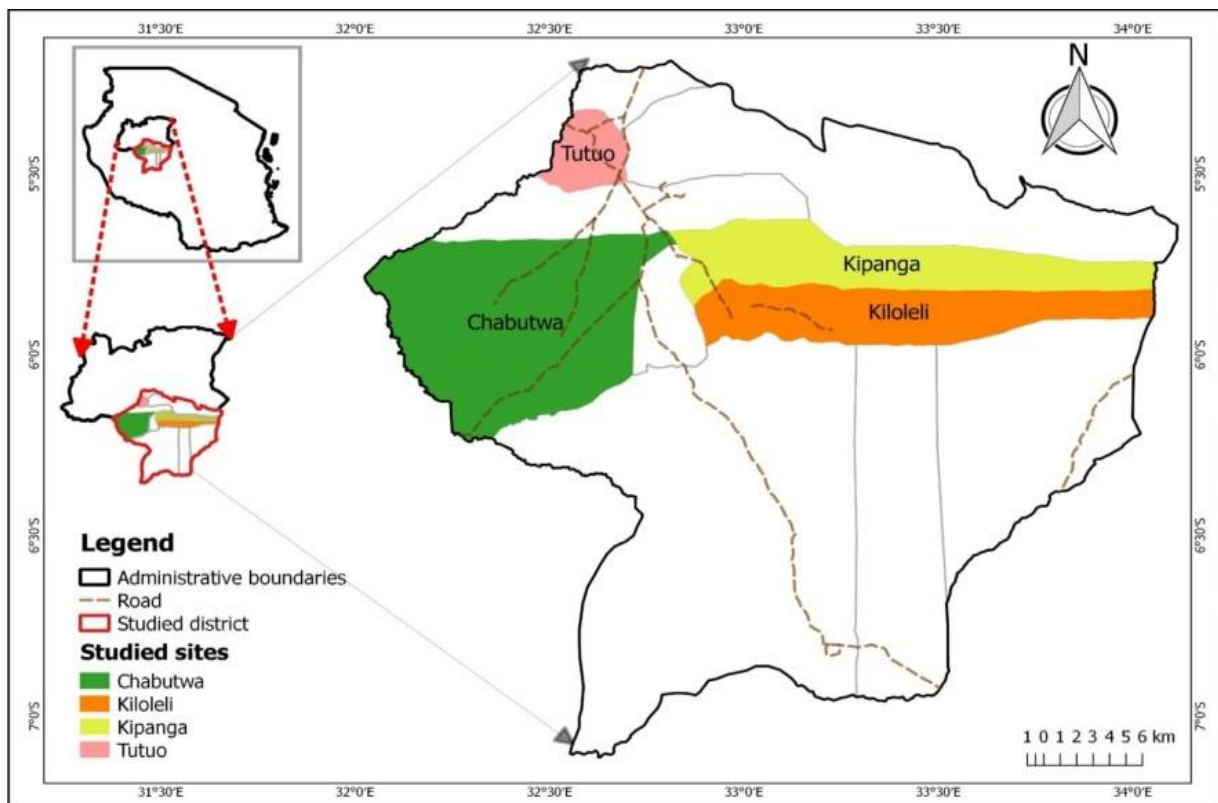 31°30'E 32°0'E 32°30'E 33°0'E 33°30'E 34°0'E
N
5°30'S
5°30'S
Tutuo
Kipanga
Kiloleli
Chabutwa
6°0'S
6°0'S
6°30'S
6°30'S
Legend
Administrative boundaries
Road
Studied district
Studied sites
Chabutwa
Kiloleli
Kipanga
Tutuo
7°0'S
7°0'S
1 0 1 2 3 4 5 6 km
31°30'E 32°0'E 32°30'E 33°0'E 33°30'E 34°0'E